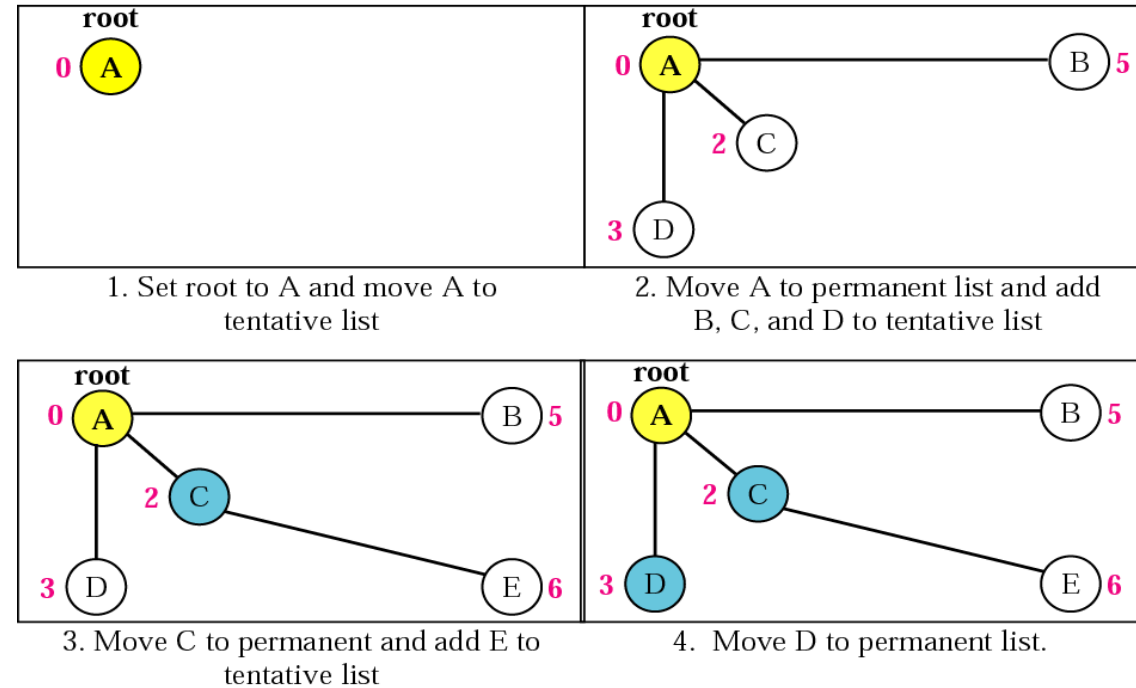 root
0 A
root
0 A
B 5
2 C
3 D
1. Set root to A and move A to
tentative list
2. Move A to permanent list and add
B, C, and D to tentative list
root
0 A
B 5
2 C
3 D
E 6
3. Move C to permanent and add E to
tentative list
root
0 A
B 5
2 C
3 D
E 6
4. Move D to permanent list.